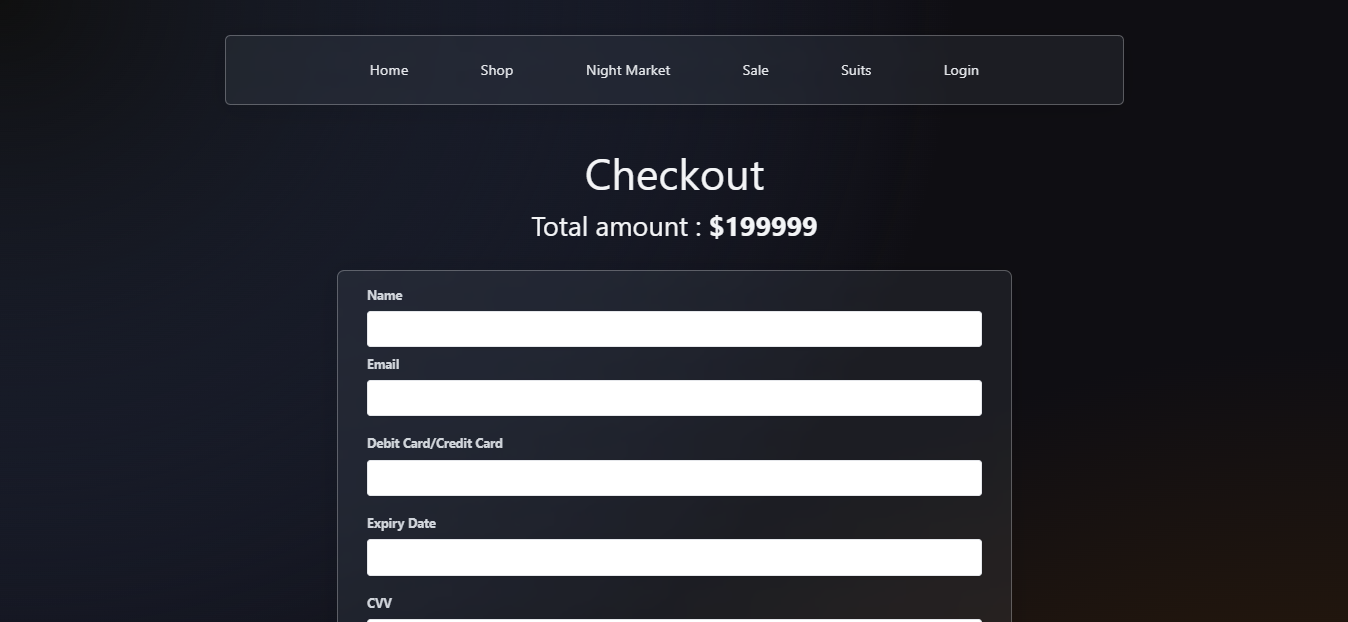 Home Shop Night Market Sale Suits Login
Checkout
Total amount : $199999
Name
Email
Debit Card/Credit Card
Expiry Date
CVV